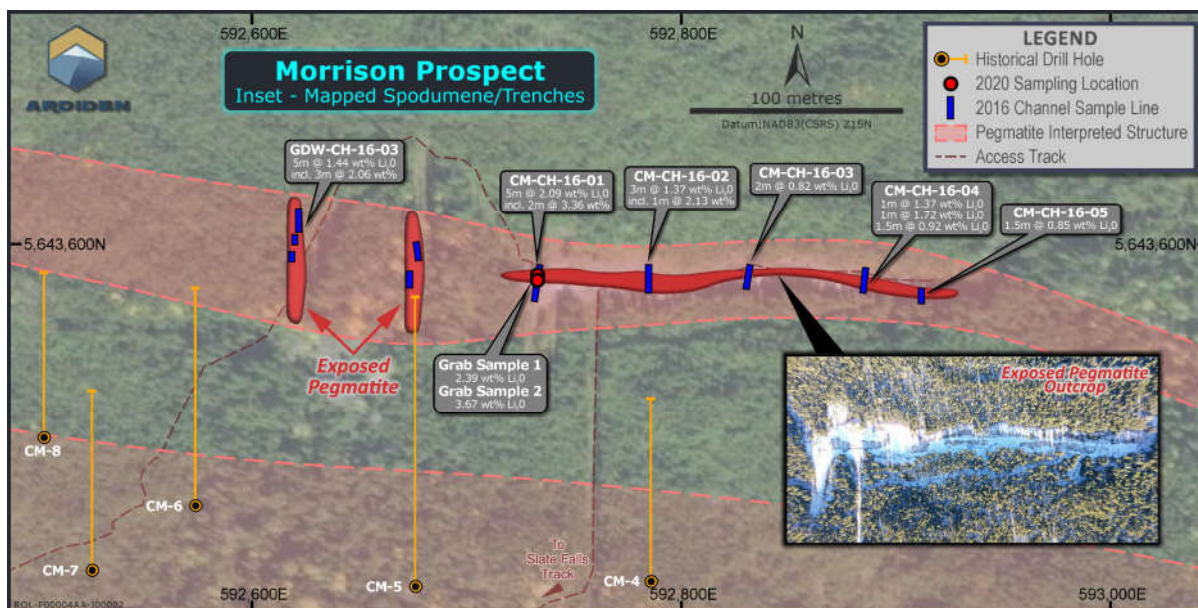 592,600E
592,800E
ARDIDEN
Morrison Prospect
Inset - Mapped Spodumene/Trenches
N
100 metres
Datum:NAD83(CSRS) Z15N
LEGEND
Historical Drill Hole
2020 Sampling Location
2016 Channel Sample Line
Pegmatite Interpreted Structure
Access Track
GDW-CH-16-03
5m @ 1.44 wt% Li₂0
incl. 3m @ 2.06 wt%
CM-CH-16-01
5m @ 2.09 wt% Li₂0
incl. 2m @ 3.36 wt%
CM-CH-16-02
3m @ 1.37 wt% Li₂0
incl. 1m @ 2.13 wt%
CM-CH-16-03
2m @ 0.82 wt% Li₂0
CM-CH-16-04
1m @ 1.37 wt% Li₂0
1m @ 1.72 wt% Li₂0
1.5m @ 0.92 wt% Li₂0
CM-CH-16-05
1.5m @ 0.85 wt% Li₂0
5,643,600N
5,643,600N
Exposed
Pegmatite
Grab Sample 1
2.39 wt% Li₂0
Grab Sample 2
3.67 wt% Li₂0
Exposed Pegmatite
Outcrop
CM-8
CM-6
CM-7
CM-5
CM-4
To
Slate Falls
Track
592,600E
592,800E
593,000E